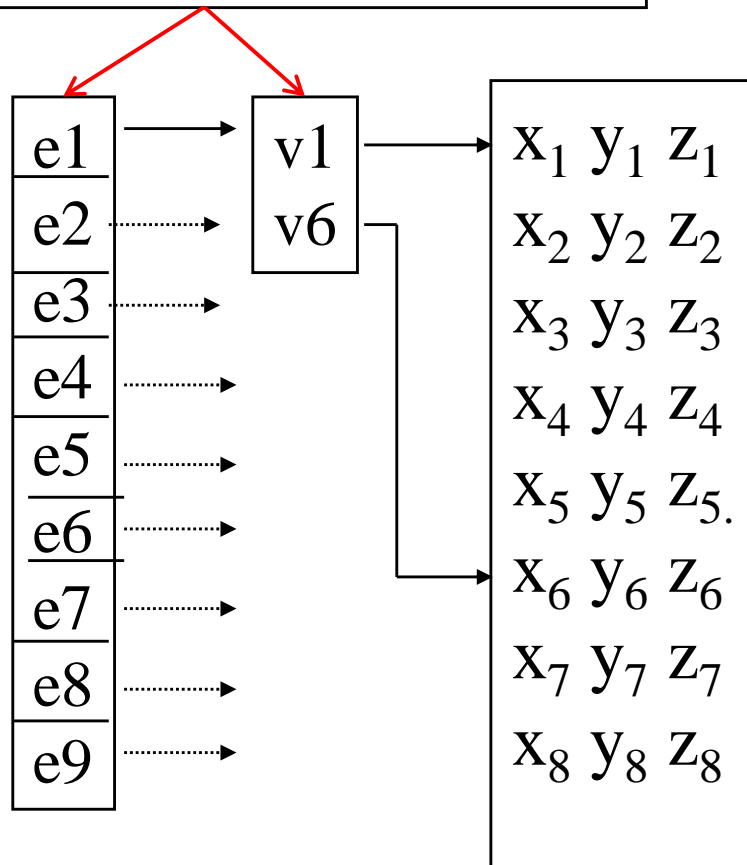 e1
e2
e3
e4
e5
e6
e7
e8
e9
v1
v6
x₁ y₁ z₁
x₂ y₂ z₂
x₃ y₃ z₃
x₄ y₄ z₄
x₅ y₅ z₅.
x₆ y₆ z₆
x₇ y₇ z₇
x₈ y₈ z₈